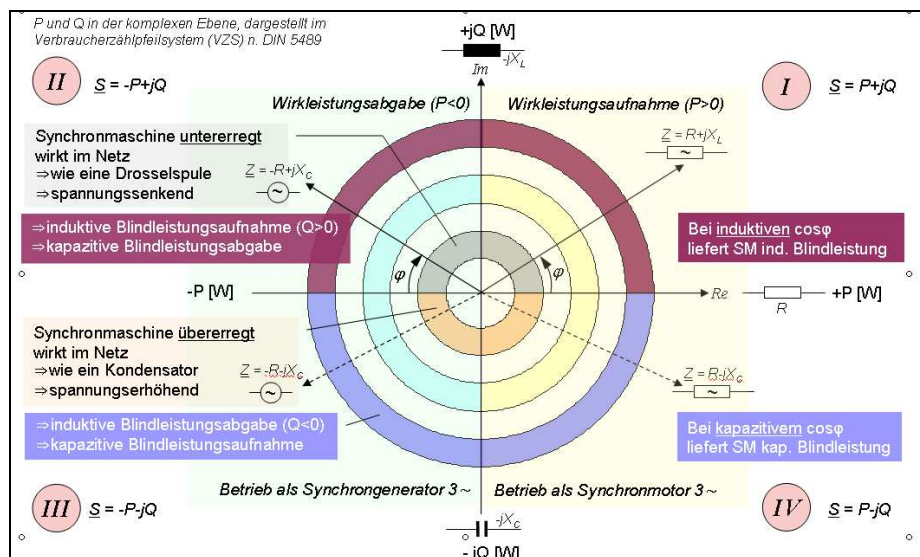 P und Q in der komplexen Ebene, dargestellt im
Verbraucherzählpfeilsystem (VZS) n. DIN 5489
+jQ [W]
-jX_L
Im
II
S = -P+jQ
I
S = P+jQ
Wirkleistungsabgabe (P<0)
Wirkleistungsaufnahme (P>0)
Synchronmaschine untererregt
wirkt im Netz
⇒wie eine Drosselspule
⇒spannungssenkend
Z = -R+jX_C
~
Z = R+jX_L
~
⇒induktive Blindleistungsaufnahme (Q>0)
⇒kapazitive Blindleistungsabgabe
Bei induktiven cosφ
liefert SM ind. Blindleistung
φ
φ
-P [W]
Re
R
+P [W]
Synchronmaschine übererregt
wirkt im Netz
⇒wie ein Kondensator
⇒spannungserhöhend
Z = -R-jX_C
~
Z = R-jX_C
~
⇒induktive Blindleistungsabgabe (Q<0)
⇒kapazitive Blindleistungsaufnahme
Bei kapazitivem cosφ
liefert SM kap. Blindleistung
Betrieb als Synchrongenerator 3~
Betrieb als Synchronmotor 3~
III
S = -P-jQ
IV
S = P-jQ
-jX_C
- jQ [W]